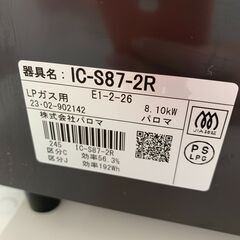 器具名: IC-S87-2R
LPガス用 E1-2-26
23・02-902142 8.10kW
株式会社パロマ パロマ
245 IC-S87-2R
区分C 効率56.3%
区分J 効率192Wh
JIA
PS
LPG